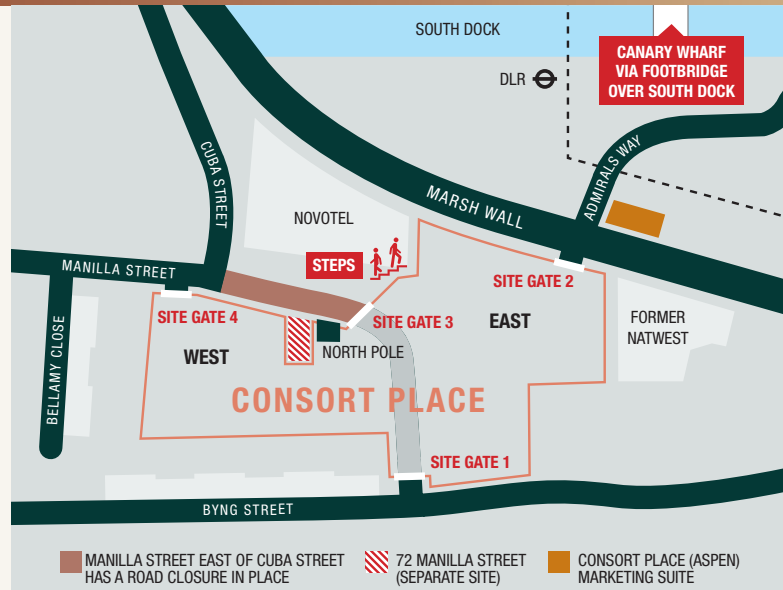 SOUTH DOCK
CANARY WHARF
VIA FOOTBRIDGE
OVER SOUTH DOCK
DLR
CUBA STREET
ADMIRALS WAY
MARSH WALL
NOVOTEL
STEPS
MANILLA STREET
SITE GATE 2
SITE GATE 4
SITE GATE 3
EAST
FORMER
NATWEST
WEST
NORTH POLE
BELLAMY CLOSE
CONSORT PLACE
SITE GATE 1
BYNG STREET
MANILLA STREET EAST OF CUBA STREET
HAS A ROAD CLOSURE IN PLACE
72 MANILLA STREET
(SEPARATE SITE)
CONSORT PLACE (ASPEN)
MARKETING SUITE